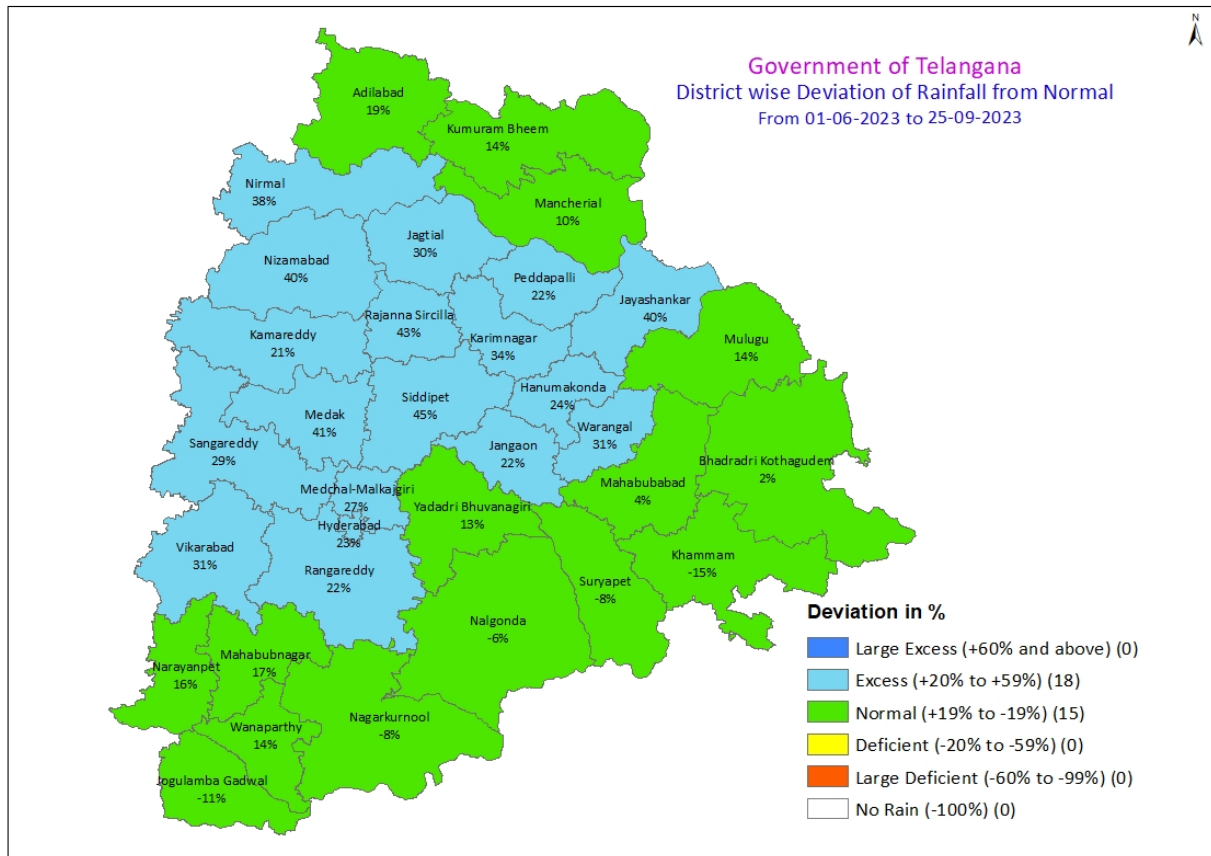 N
Government of Telangana
District wise Deviation of Rainfall from Normal
From 01-06-2023 to 25-09-2023
Adilabad
19%
Kumuram Bheem
14%
Nirmal
38%
Mancherial
10%
Jagtial
30%
Nizamabad
40%
Peddapalli
22%
Jayashankar
40%
Rajanna Sircilla
43%
Kamareddy
21%
Karimnagar
34%
Mulugu
14%
Hanumakonda
24%
Siddipet
45%
Medak
41%
Warangal
31%
Sangareddy
29%
Jangaon
22%
Bhadradri Kothagudem
2%
Mahabubabad
4%
Medchal-Malkajgiri
27%
Yadadri Bhuvanagiri
13%
Hyderabad
23%
Vikarabad
31%
Rangareddy
22%
Khammam
-15%
Suryapet
-8%
Nalgonda
-6%
Mahabubnagar
17%
Narayanpet
16%
Nagarkurnool
-8%
Wanaparthy
14%
Jogulamba Gadwal
-11%
Deviation in %
Large Excess (+60% and above) (0)
Excess (+20% to +59%) (18)
Normal (+19% to -19%) (15)
Deficient (-20% to -59%) (0)
Large Deficient (-60% to -99%) (0)
No Rain (-100%) (0)